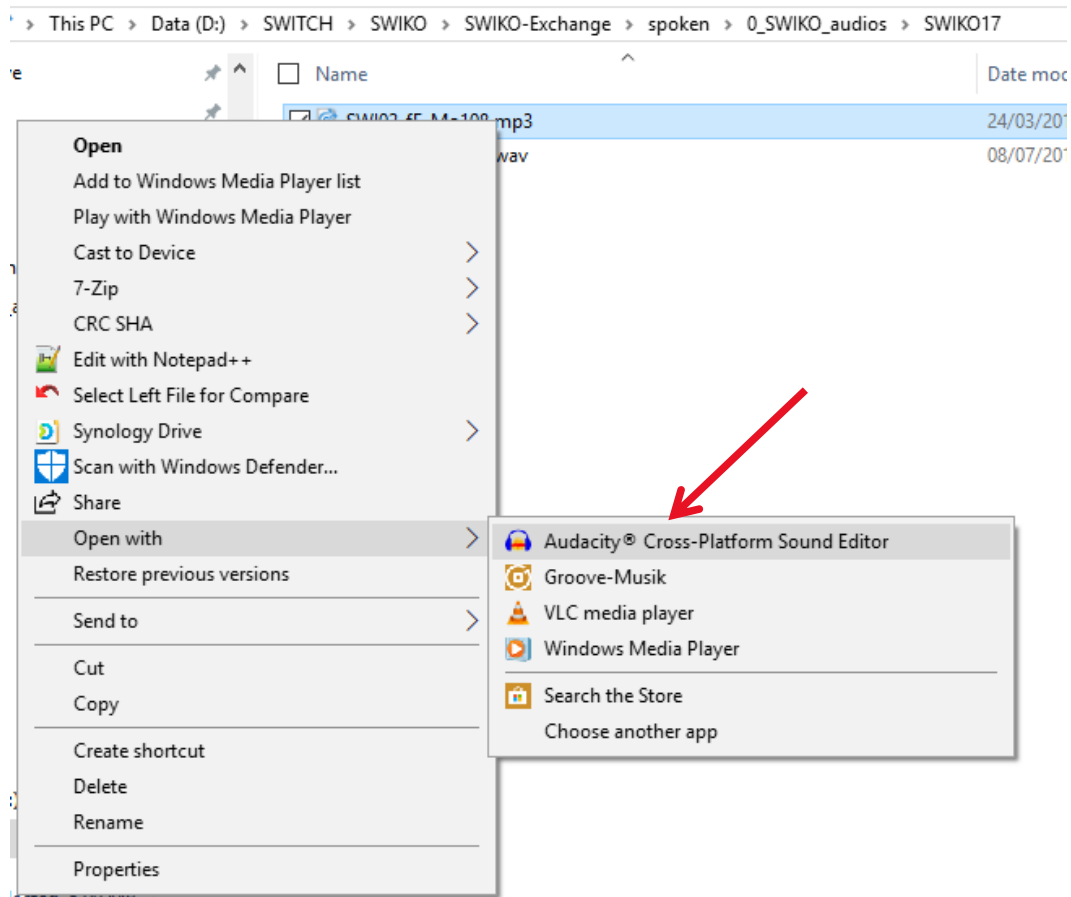 This PC > Data (D:) > SWITCH > SWIKO > SWIKO-Exchange > spoken > 0_SWIKO_audios > SWIKO17
Name
Date mod
mp3
24/03/201
wav
08/07/201
Open
Add to Windows Media Player list
Play with Windows Media Player
Cast to Device
7-Zip
CRC SHA
Edit with Notepad++
Select Left File for Compare
Synology Drive
Scan with Windows Defender...
Share
Open with
Restore previous versions
Send to
Cut
Copy
Create shortcut
Delete
Rename
Properties
Audacity® Cross-Platform Sound Editor
Groove-Musik
VLC media player
Windows Media Player
Search the Store
Choose another app